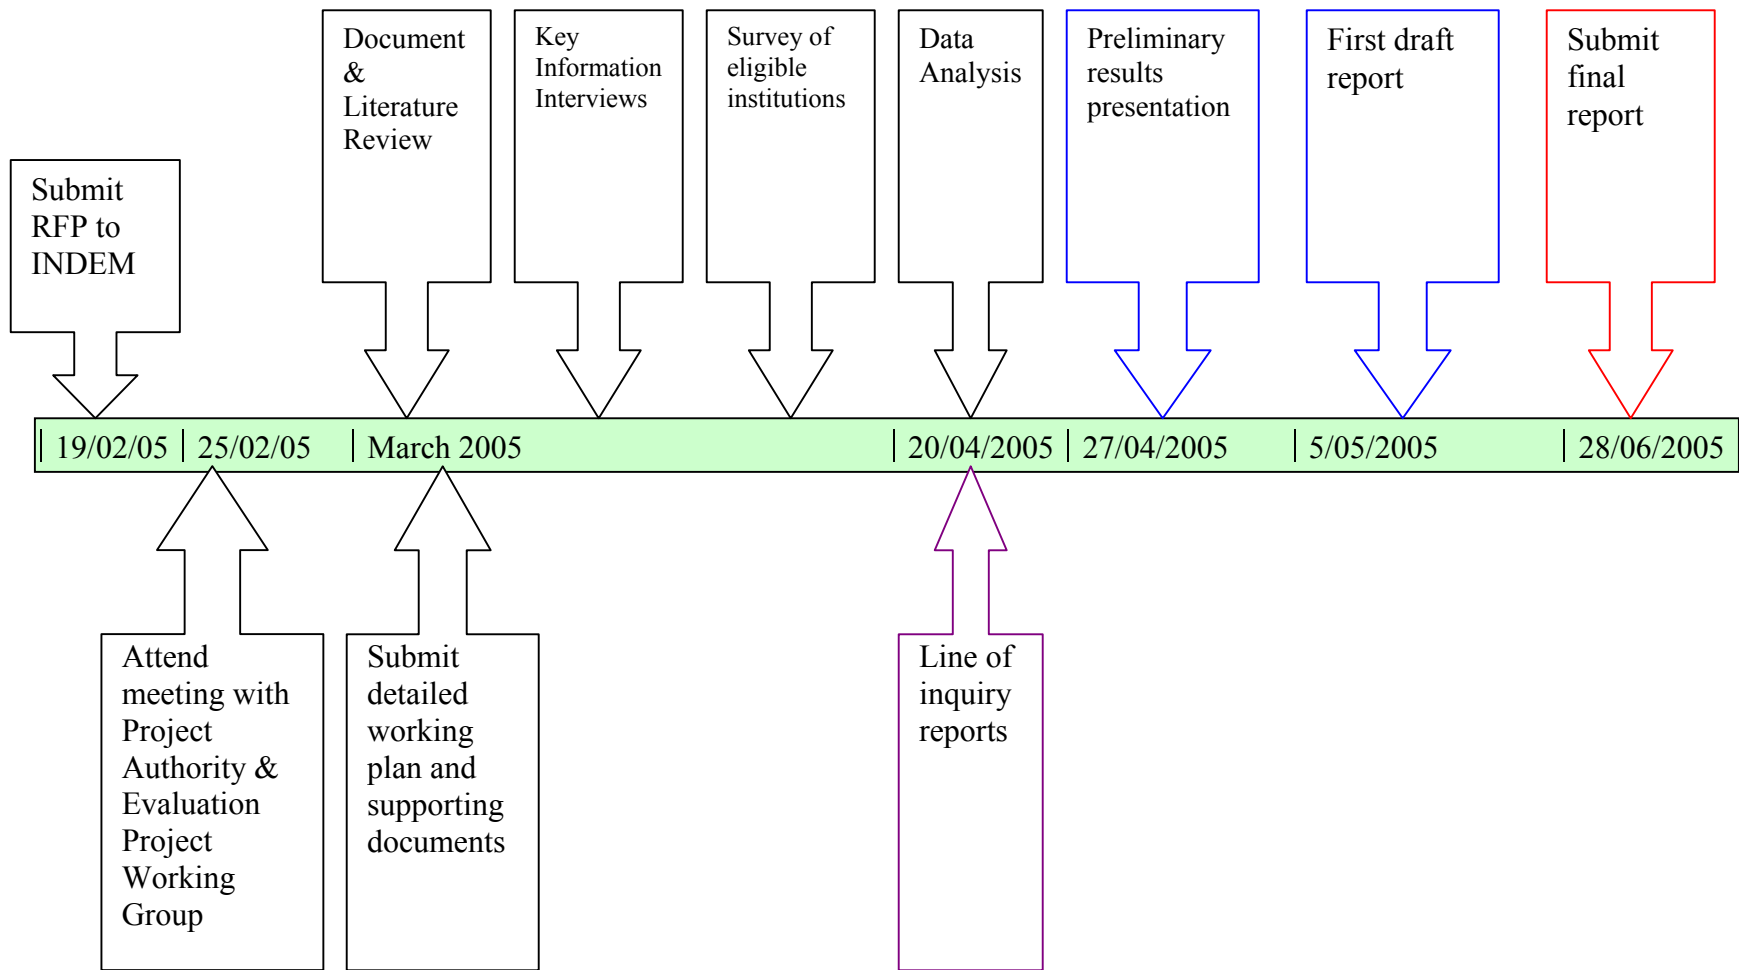 Document
&
Literature
Review
Key
Information
Interviews
Survey of
eligible
institutions
Data
Analysis
Preliminary
results
presentation
First draft
report
Submit
final
report
Submit
RFP to
INDEM
19/02/05
25/02/05
March 2005
20/04/2005
27/04/2005
5/05/2005
28/06/2005
Attend
meeting with
Project
Authority &
Evaluation
Project
Working
Group
Submit
detailed
working
plan and
supporting
documents
Line of
inquiry
reports